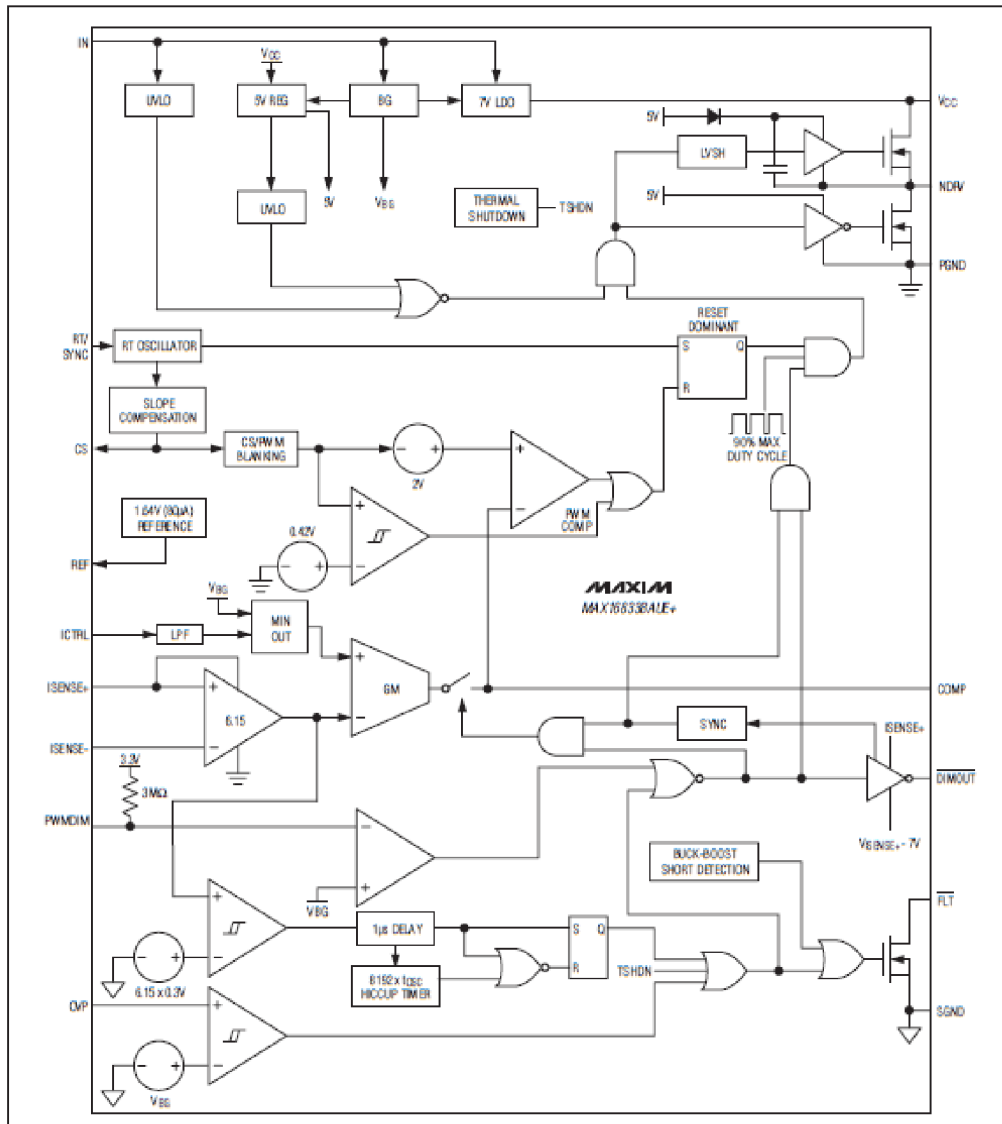 IN
VCC
UVLO
5V REG
BG
7V LDO
VCC
5V
LVSH
5V
VBG
UVLO
THERMAL
SHUTDOWN
TSHDN
NDRV
5V
PGND
RT/
SYNC
RT OSCILLATOR
RESET
DOMINANT
S
Q
R
SLOPE
COMPENSATION
CS
CS/PWM
BLANKING
2V
+
-
PWM
COMP
90% MAX
DUTY CYCLE
1.64V (80µA)
REFERENCE
REF
0.42V
- +
+
-
MAXIM
MAX16833BALE+
VBG
ICTRL
LPF
MIN
OUT
+
-
GM
COMP
ISENSE+
+
6.15
-
ISENSE-
SYNC
ISENSE+
DIMOUT
VISENSE+ - 7V
3.3V
3MΩ
PWMDIM
-
+
VBG
BUCK-BOOST
SHORT DETECTION
FLT
+
-
- +
6.15 x 0.3V
1µs DELAY
8192 x tOSC
HICCUP TIMER
S Q
R
TSHDN
SGND
OVP
+
-
- +
VBG